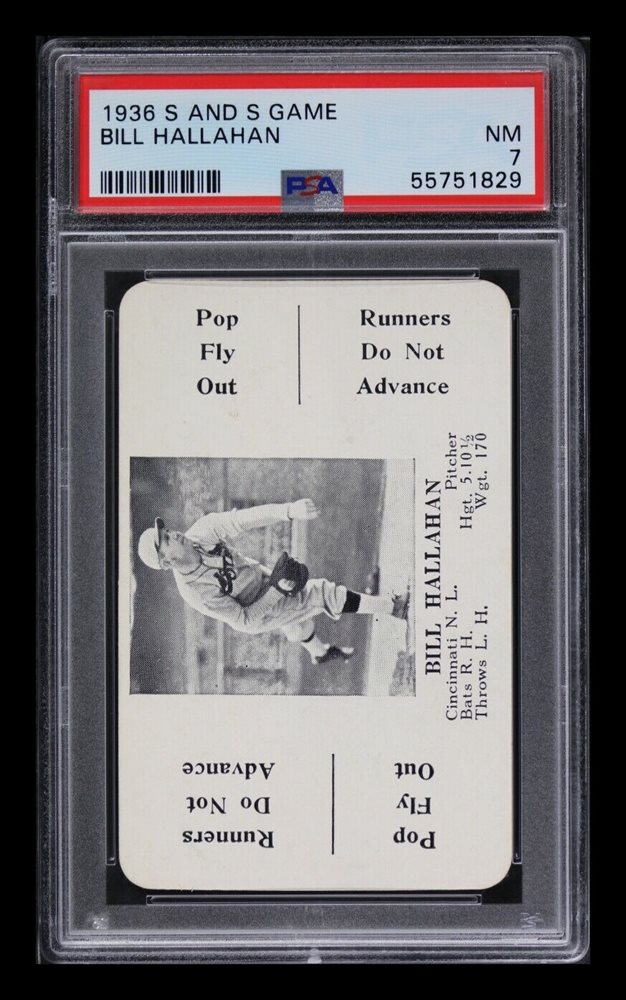 1936 S AND S GAME
BILL HALLAHAN
NM
7
PSA
55751829
Pop
Fly
Out
Runners
Do Not
Advance
BILL HALLAHAN
Cincinnati N. L. Pitcher
Bats R. H. Hgt. 5.10½
Throws L. H. Wgt. 170
Pop
Fly
Out
Runners
Do Not
Advance